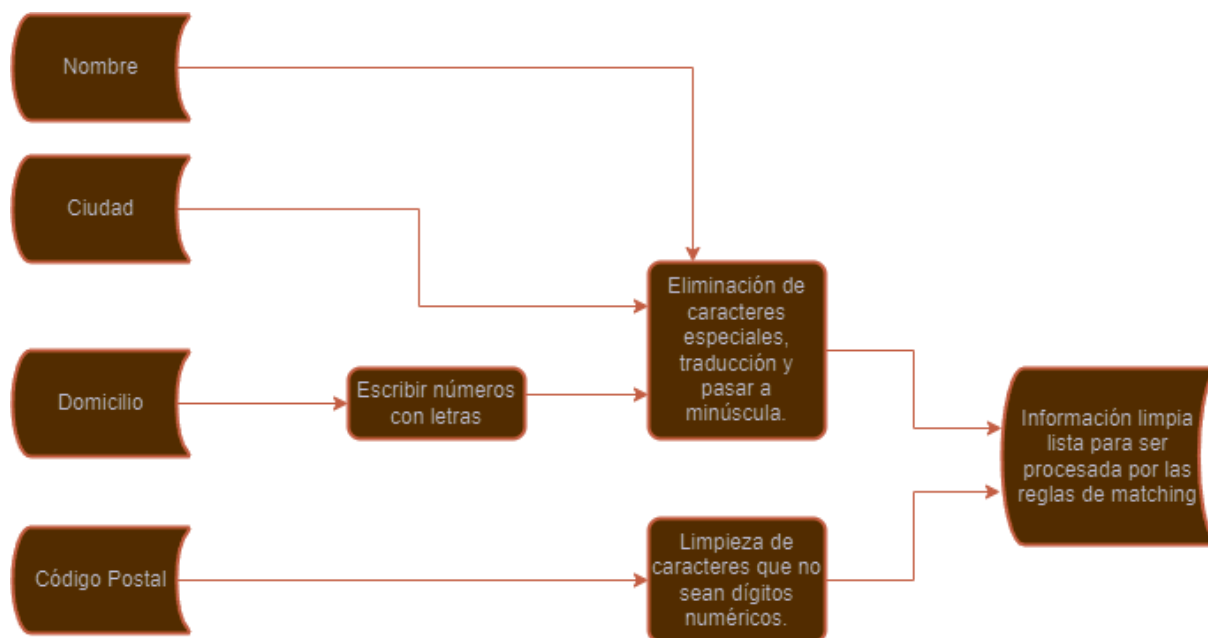 Nombre
Ciudad
Domicilio
Escribir números
con letras
Eliminación de
caracteres
especiales,
traducción y
pasar a
minúscula.
Código Postal
Limpieza de
caracteres que no
sean dígitos
numéricos.
Información limpia
lista para ser
procesada por las
reglas de matching